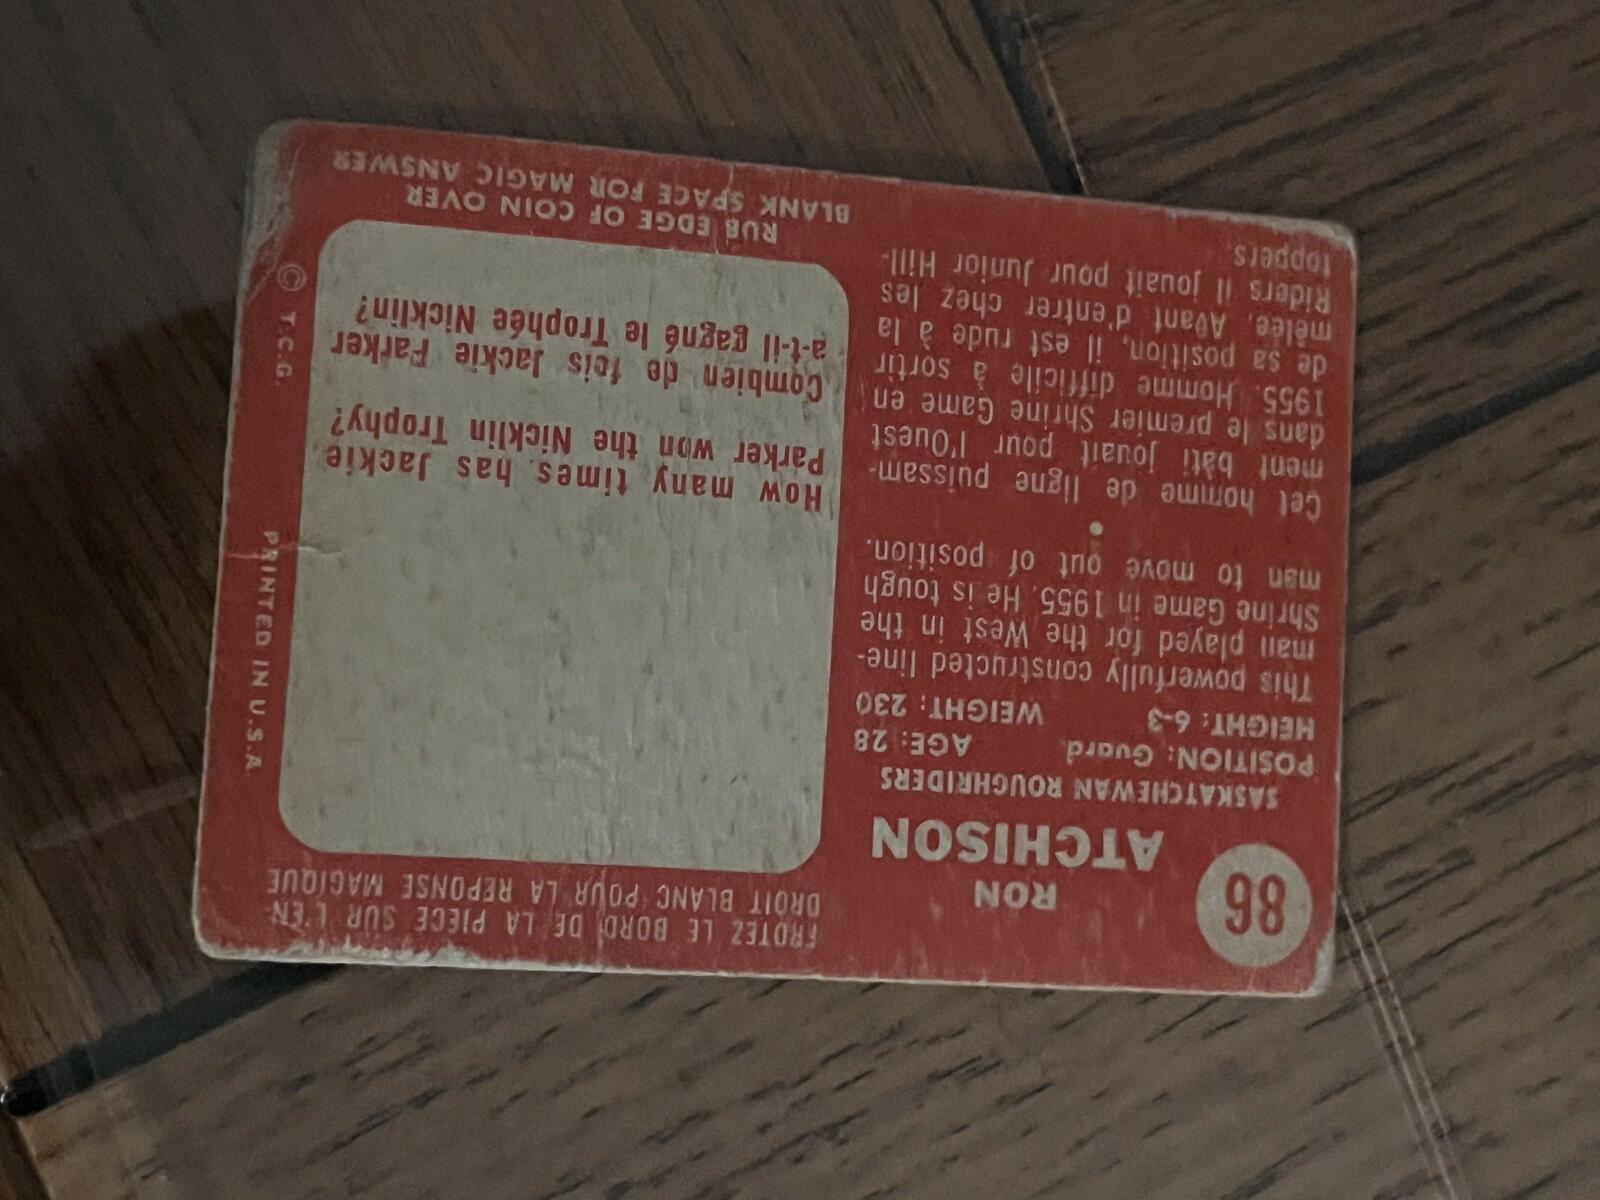 86
RON
ATCHISON
SASKATCHEWAN ROUGHRIDERS
POSITION: Guard AGE: 28
HEIGHT: 6-3 WEIGHT: 230
This powerfully constructed line-
man played for the West in the
Shrine Game in 1955. He is tough
man to move out of position.
•
Cet homme de ligne puissam-
ment bâti jouait pour l'Ouest
dans le premier Shrine Game en
1955. Homme difficile à sortir
de sa position, il est rude à la
mêlée. Avant d'entrer chez les
Riders il jouait pour Junior Hill-
toppers.
FROTEZ LE BORD DE LA PIECE SUR L'EN-
DROIT BLANC POUR LA REPONSE MAGIQUE
How many times has Jackie
Parker won the Nicklin Trophy?
Combien de fois Jackie Parker
a-t-il gagné le Trophée Nicklin?
RUB EDGE OF COIN OVER
BLANK SPACE FOR MAGIC ANSWER
© T.C.G. PRINTED IN U.S.A.